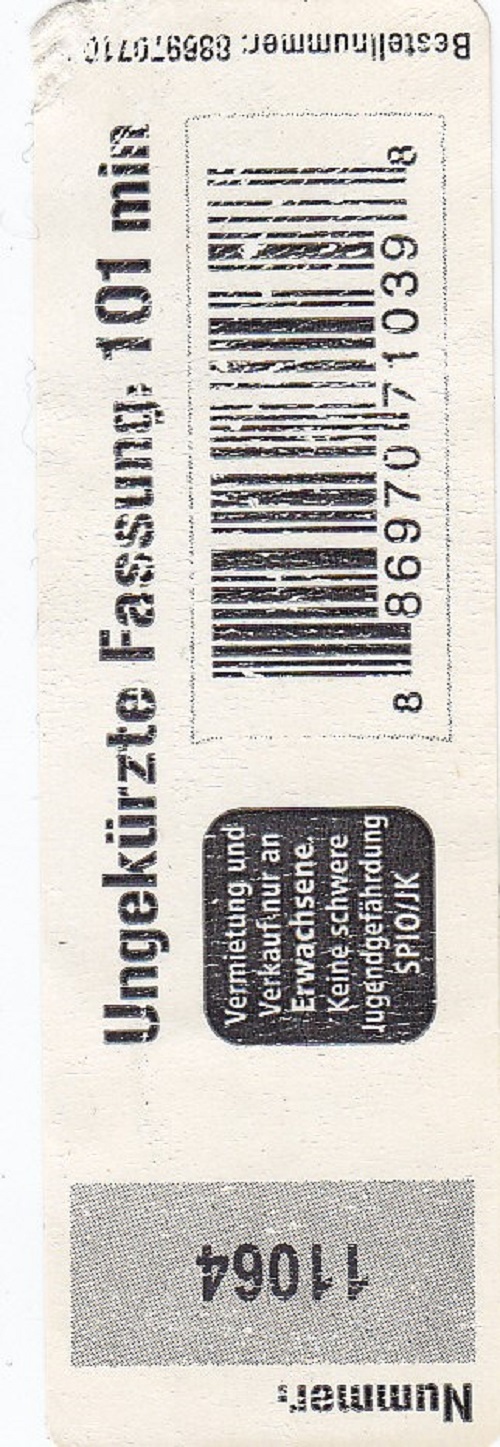 Bestellnummer:
Ungekürzte Fassung: 101 min
8 86970 71039 8
Vermietung und
Verkauf nur an
Erwachsene.
Keine schwere
Jugendgefährdung
SPIO/JK
11064
Nummer: